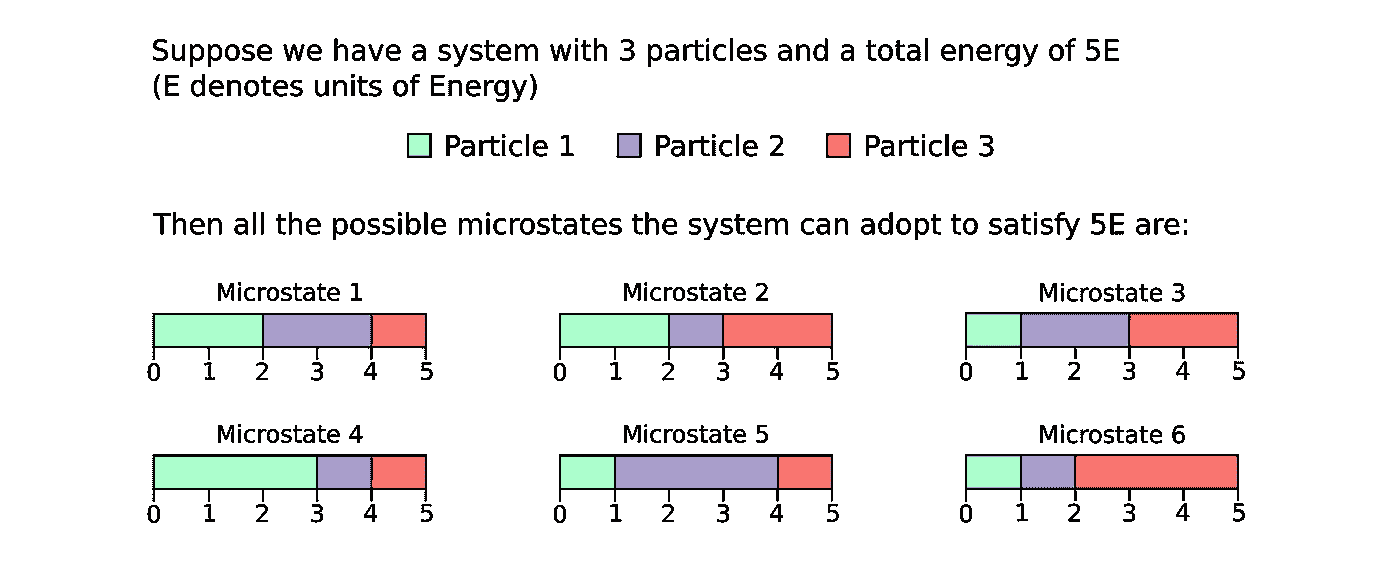 Suppose we have a system with 3 particles and a total energy of 5E
(E denotes units of Energy)
Particle 1 Particle 2 Particle 3
Then all the possible microstates the system can adopt to satisfy 5E are:
Microstate 1 Microstate 2 Microstate 3
0 1 2 3 4 5 0 1 2 3 4 5 0 1 2 3 4 5
Microstate 4 Microstate 5 Microstate 6
0 1 2 3 4 5 0 1 2 3 4 5 0 1 2 3 4 5